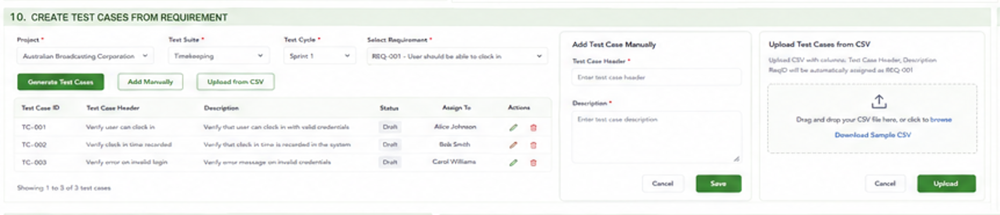 10. CREATE TEST CASES FROM REQUIREMENT
Project *
Test Suite *
Test Cycle *
Select Requirement *
Australian Broadcasting Corporation
Timekeeping
Sprint 1
REQ-001 - User should be able to clock in
Generate Test Cases
Add Manually
Upload from CSV
Test Case ID Test Case Header Description Status Assign To Actions
TC-001 Verify user can clock in Verify that user can clock in with valid credentials Draft Alice Johnson
TC-002 Verify clock in time recorded Verify that clock in time is recorded in the system Draft Bob Smith
TC-003 Verify error on invalid login Verify error message on invalid credentials Draft Carol Williams
Showing 1 to 3 of 3 test cases
Add Test Case Manually
Test Case Header *
Enter test case header
Description *
Enter test case description
Cancel
Save
Upload Test Cases from CSV
Upload CSV with columns: Test Case Header, Description
ReqID will be automatically assigned as REQ-001
Drag and drop your CSV file here, or click to browse
Download Sample CSV
Cancel
Upload